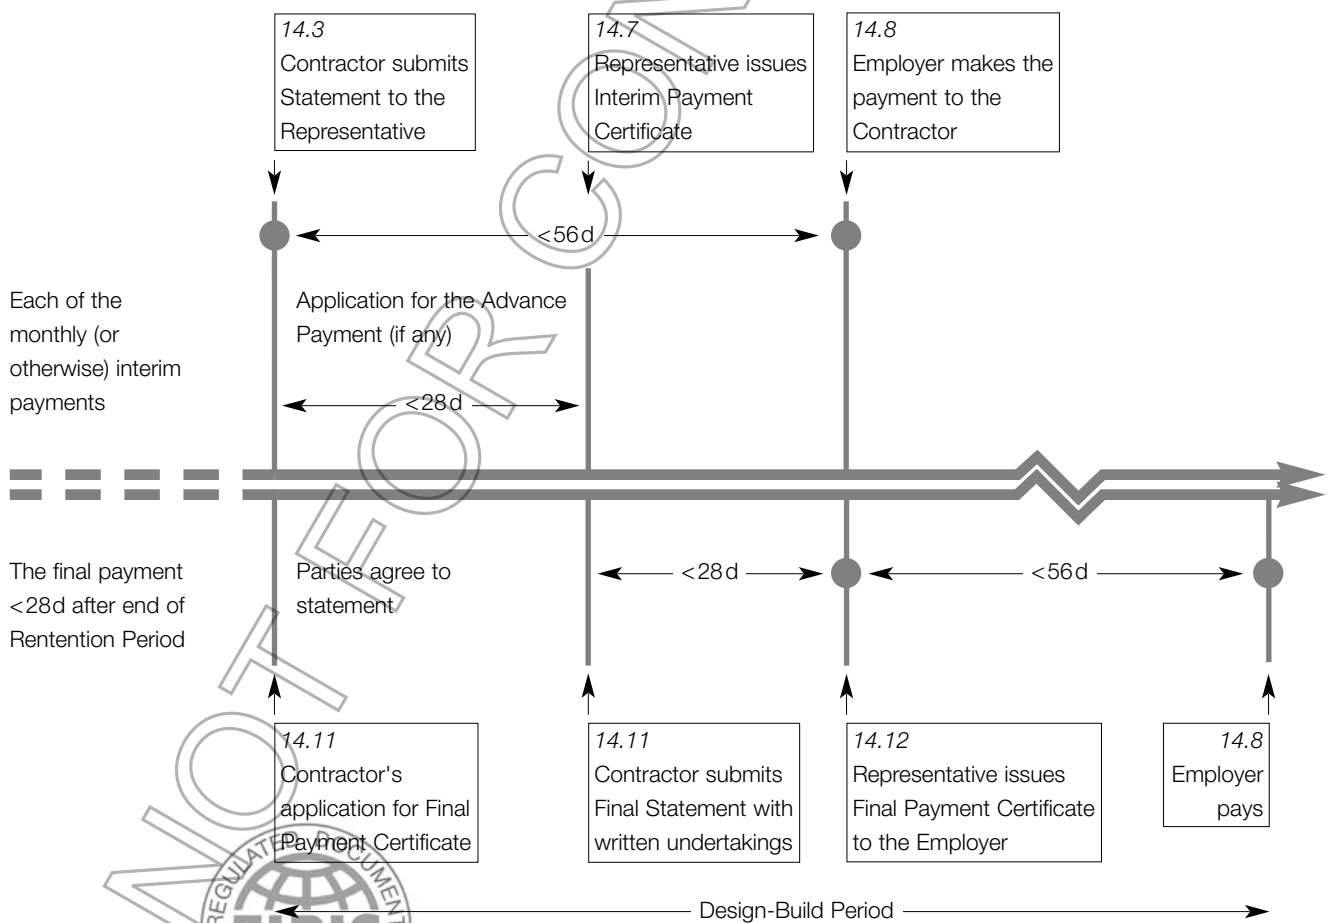 14.3
Contractor submits
Statement to the
Representative
14.7
Representative issues
Interim Payment
Certificate
14.8
Employer makes the
payment to the
Contractor
<56d
Each of the
monthly (or
otherwise) interim
payments
Application for the Advance
Payment (if any)
<28d
The final payment
<28d after end of
Rentention Period
Parties agree to
statement
<28d
<56d
14.11
Contractor's
application for Final
Payment Certificate
14.11
Contractor submits
Final Statement with
written undertakings
14.12
Representative issues
Final Payment Certificate
to the Employer
14.8
Employer
pays
Design-Build Period
NOT FOR CON
REGULATED DOCUMENT